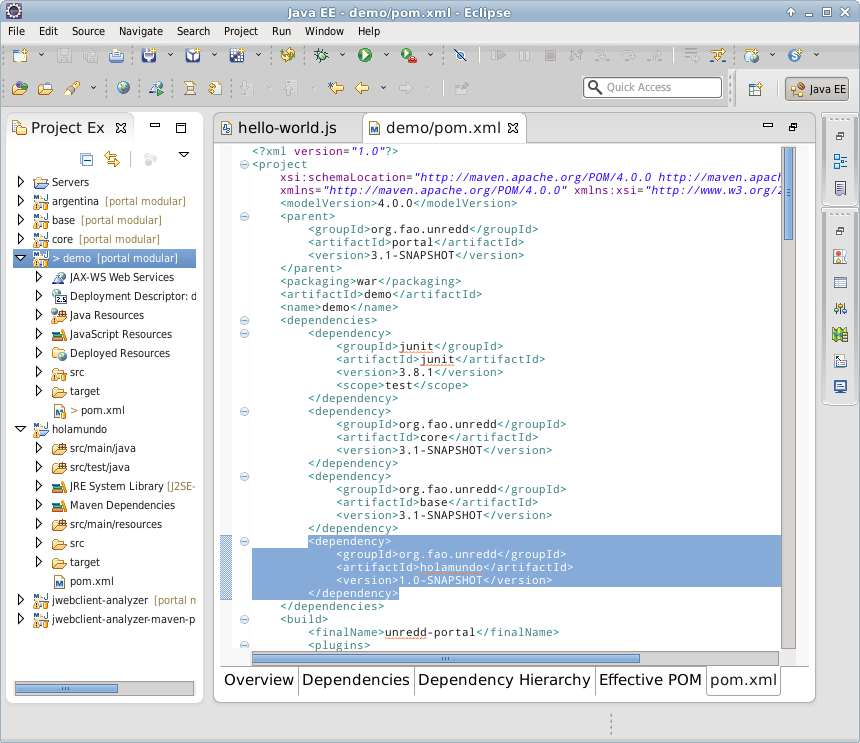 Java EE - demo/pom.xml - Eclipse
File Edit Source Navigate Search Project Run Window Help
Quick Access
Java EE
Project Ex
Servers
argentina [portal modular]
base [portal modular]
core [portal modular]
> demo [portal modular]
JAX-WS Web Services
Deployment Descriptor: d
Java Resources
JavaScript Resources
Deployed Resources
src
target
> pom.xml
holamundo
src/main/java
src/test/java
JRE System Library [J2SE-
Maven Dependencies
src/main/resources
src
target
pom.xml
jwebclient-analyzer [portal m
jwebclient-analyzer-maven-p
hello-world.js
demo/pom.xml
<?xml version="1.0"?>
<project
xsi:schemaLocation="http://maven.apache.org/POM/4.0.0 http://maven.apach
xmlns="http://maven.apache.org/POM/4.0.0" xmlns:xsi="http://www.w3.org/2
<modelVersion>4.0.0</modelVersion>
<parent>
<groupId>org.fao.unredd</groupId>
<artifactId>portal</artifactId>
<version>3.1-SNAPSHOT</version>
</parent>
<packaging>war</packaging>
<artifactId>demo</artifactId>
<name>demo</name>
<dependencies>
<dependency>
<groupId>junit</groupId>
<artifactId>junit</artifactId>
<version>3.8.1</version>
<scope>test</scope>
</dependency>
<dependency>
<groupId>org.fao.unredd</groupId>
<artifactId>core</artifactId>
<version>3.1-SNAPSHOT</version>
</dependency>
<dependency>
<groupId>org.fao.unredd</groupId>
<artifactId>base</artifactId>
<version>3.1-SNAPSHOT</version>
</dependency>
<dependency>
<groupId>org.fao.unredd</groupId>
<artifactId>holamundo</artifactId>
<version>1.0-SNAPSHOT</version>
</dependency>
</dependencies>
<build>
<finalName>unredd-portal</finalName>
<plugins>
Overview Dependencies Dependency Hierarchy Effective POM pom.xml